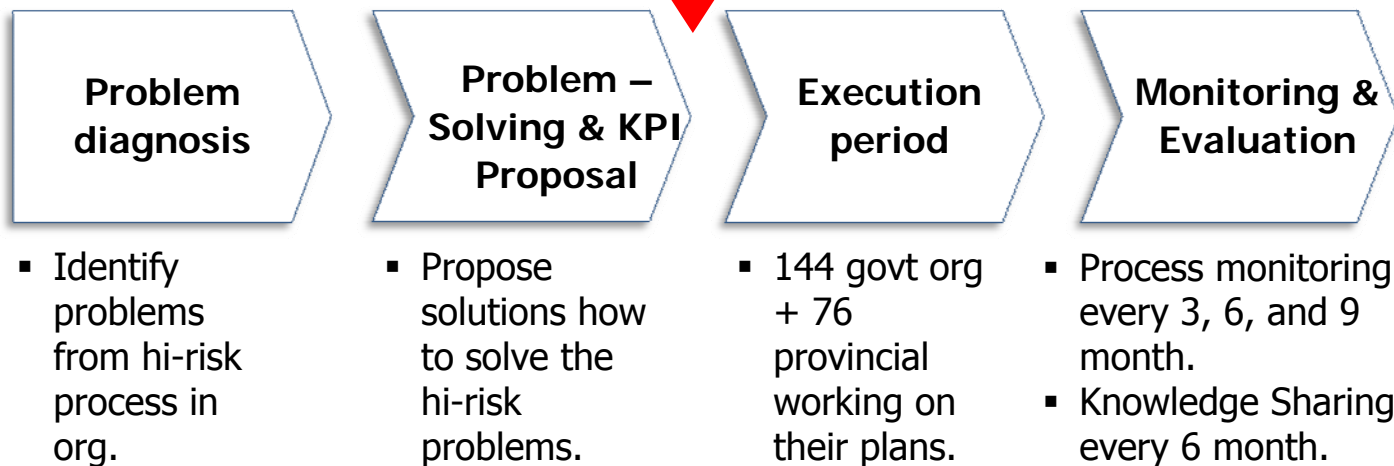 Problem
diagnosis
Problem –
Solving & KPI
Proposal
Execution
period
Monitoring &
Evaluation
▪ Identify
problems
from hi-risk
process in
org.
▪ Propose
solutions how
to solve the
hi-risk
problems.
▪ 144 govt org
+ 76
provincial
working on
their plans.
▪ Process monitoring
every 3, 6, and 9
month.
▪ Knowledge Sharing
every 6 month.